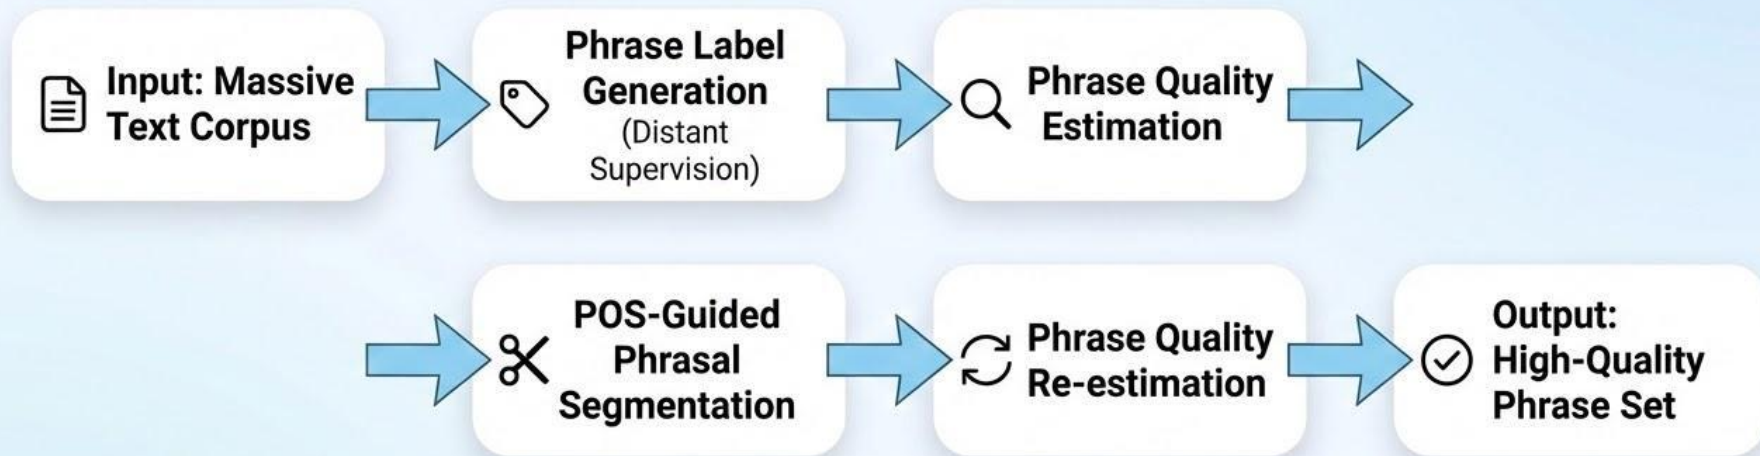 Input: Massive
Text Corpus
Phrase Label
Generation
(Distant
Supervision)
Phrase Quality
Estimation
POS-Guided
Phrasal
Segmentation
Phrase Quality
Re-estimation
Output:
High-Quality
Phrase Set